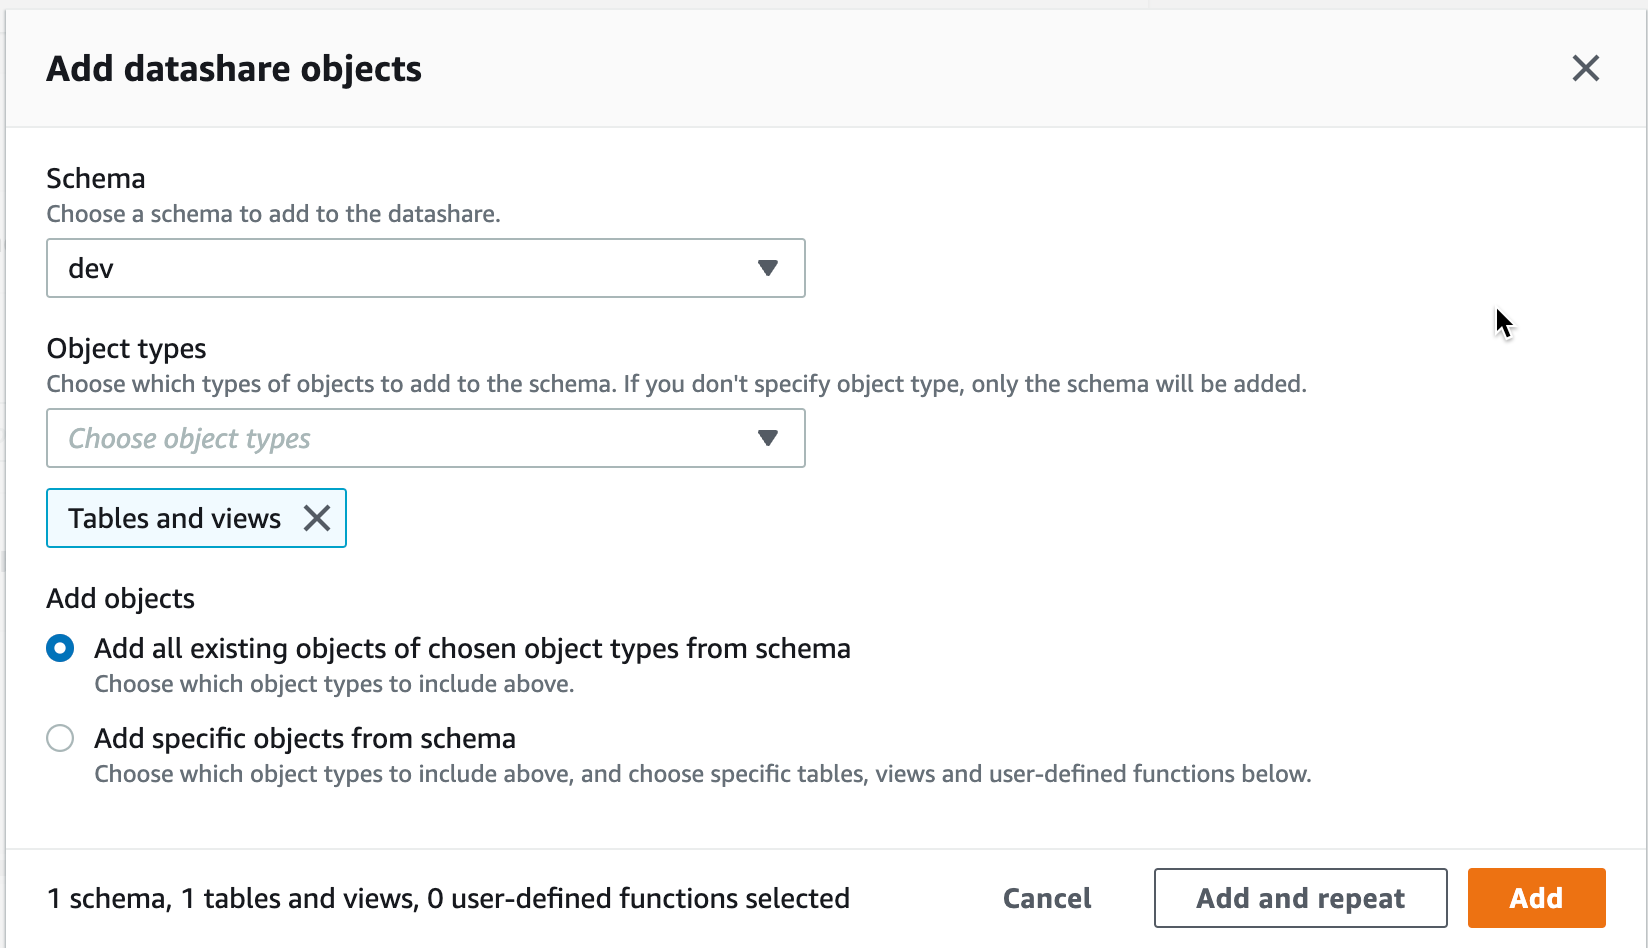 Add datashare objects
Schema
Choose a schema to add to the datashare.
dev
Object types
Choose which types of objects to add to the schema. If you don't specify object type, only the schema will be added.
Choose object types
Tables and views
Add objects
Add all existing objects of chosen object types from schema
Choose which object types to include above.
Add specific objects from schema
Choose which object types to include above, and choose specific tables, views and user-defined functions below.
1 schema, 1 tables and views, 0 user-defined functions selected
Cancel
Add and repeat
Add